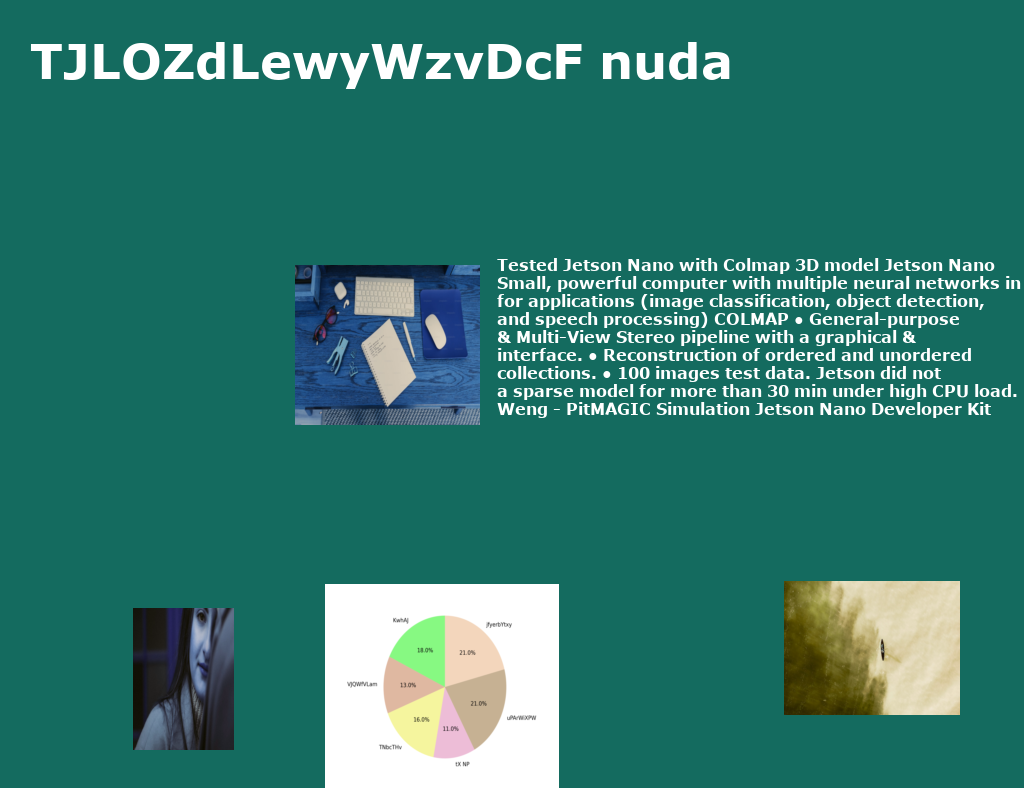 TJLOZdLewyWzvDcF nuda
Tested Jetson Nano with Colmap 3D model Jetson Nano
Small, powerful computer with multiple neural networks in
for applications (image classification, object detection,
and speech processing) COLMAP ● General-purpose
& Multi-View Stereo pipeline with a graphical &
interface. ● Reconstruction of ordered and unordered
collections. ● 100 images test data. Jetson did not
a sparse model for more than 30 min under high CPU load.
Weng - PitMAGIC Simulation Jetson Nano Developer Kit
KwhAJ
JfyerbYtxy
18.0%
21.0%
VJQWfVLam
13.0%
21.0%
uPArWiXPW
16.0%
11.0%
TNbcTHv
tX NP